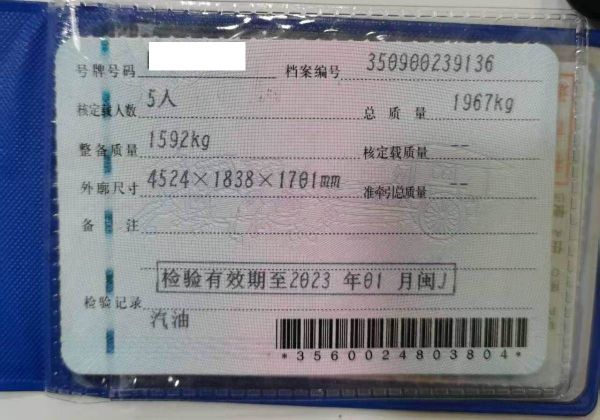 号牌号码 档案编号 350900239136
核定载人数 5人 总质量 1967kg
整备质量 1592kg 核定载质量 --
外廓尺寸 4524×1838×1701mm 准牵引总质量 --
备注
检验有效期至2023 年01 月闽J
检验记录
汽油
*3560024803804*